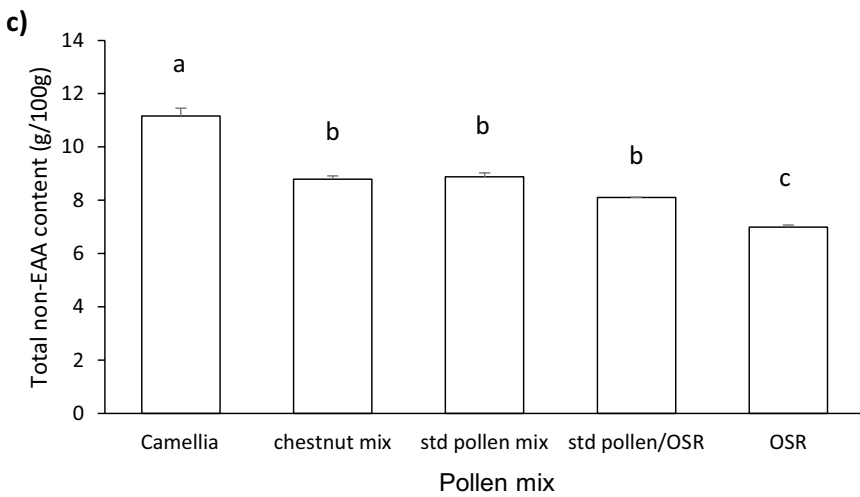 c)
Total non-EAA content (g/100g)
14
12
10
8
6
4
2
0
a
b
b
b
c
Camellia
chestnut mix
std pollen mix
std pollen/OSR
OSR
Pollen mix